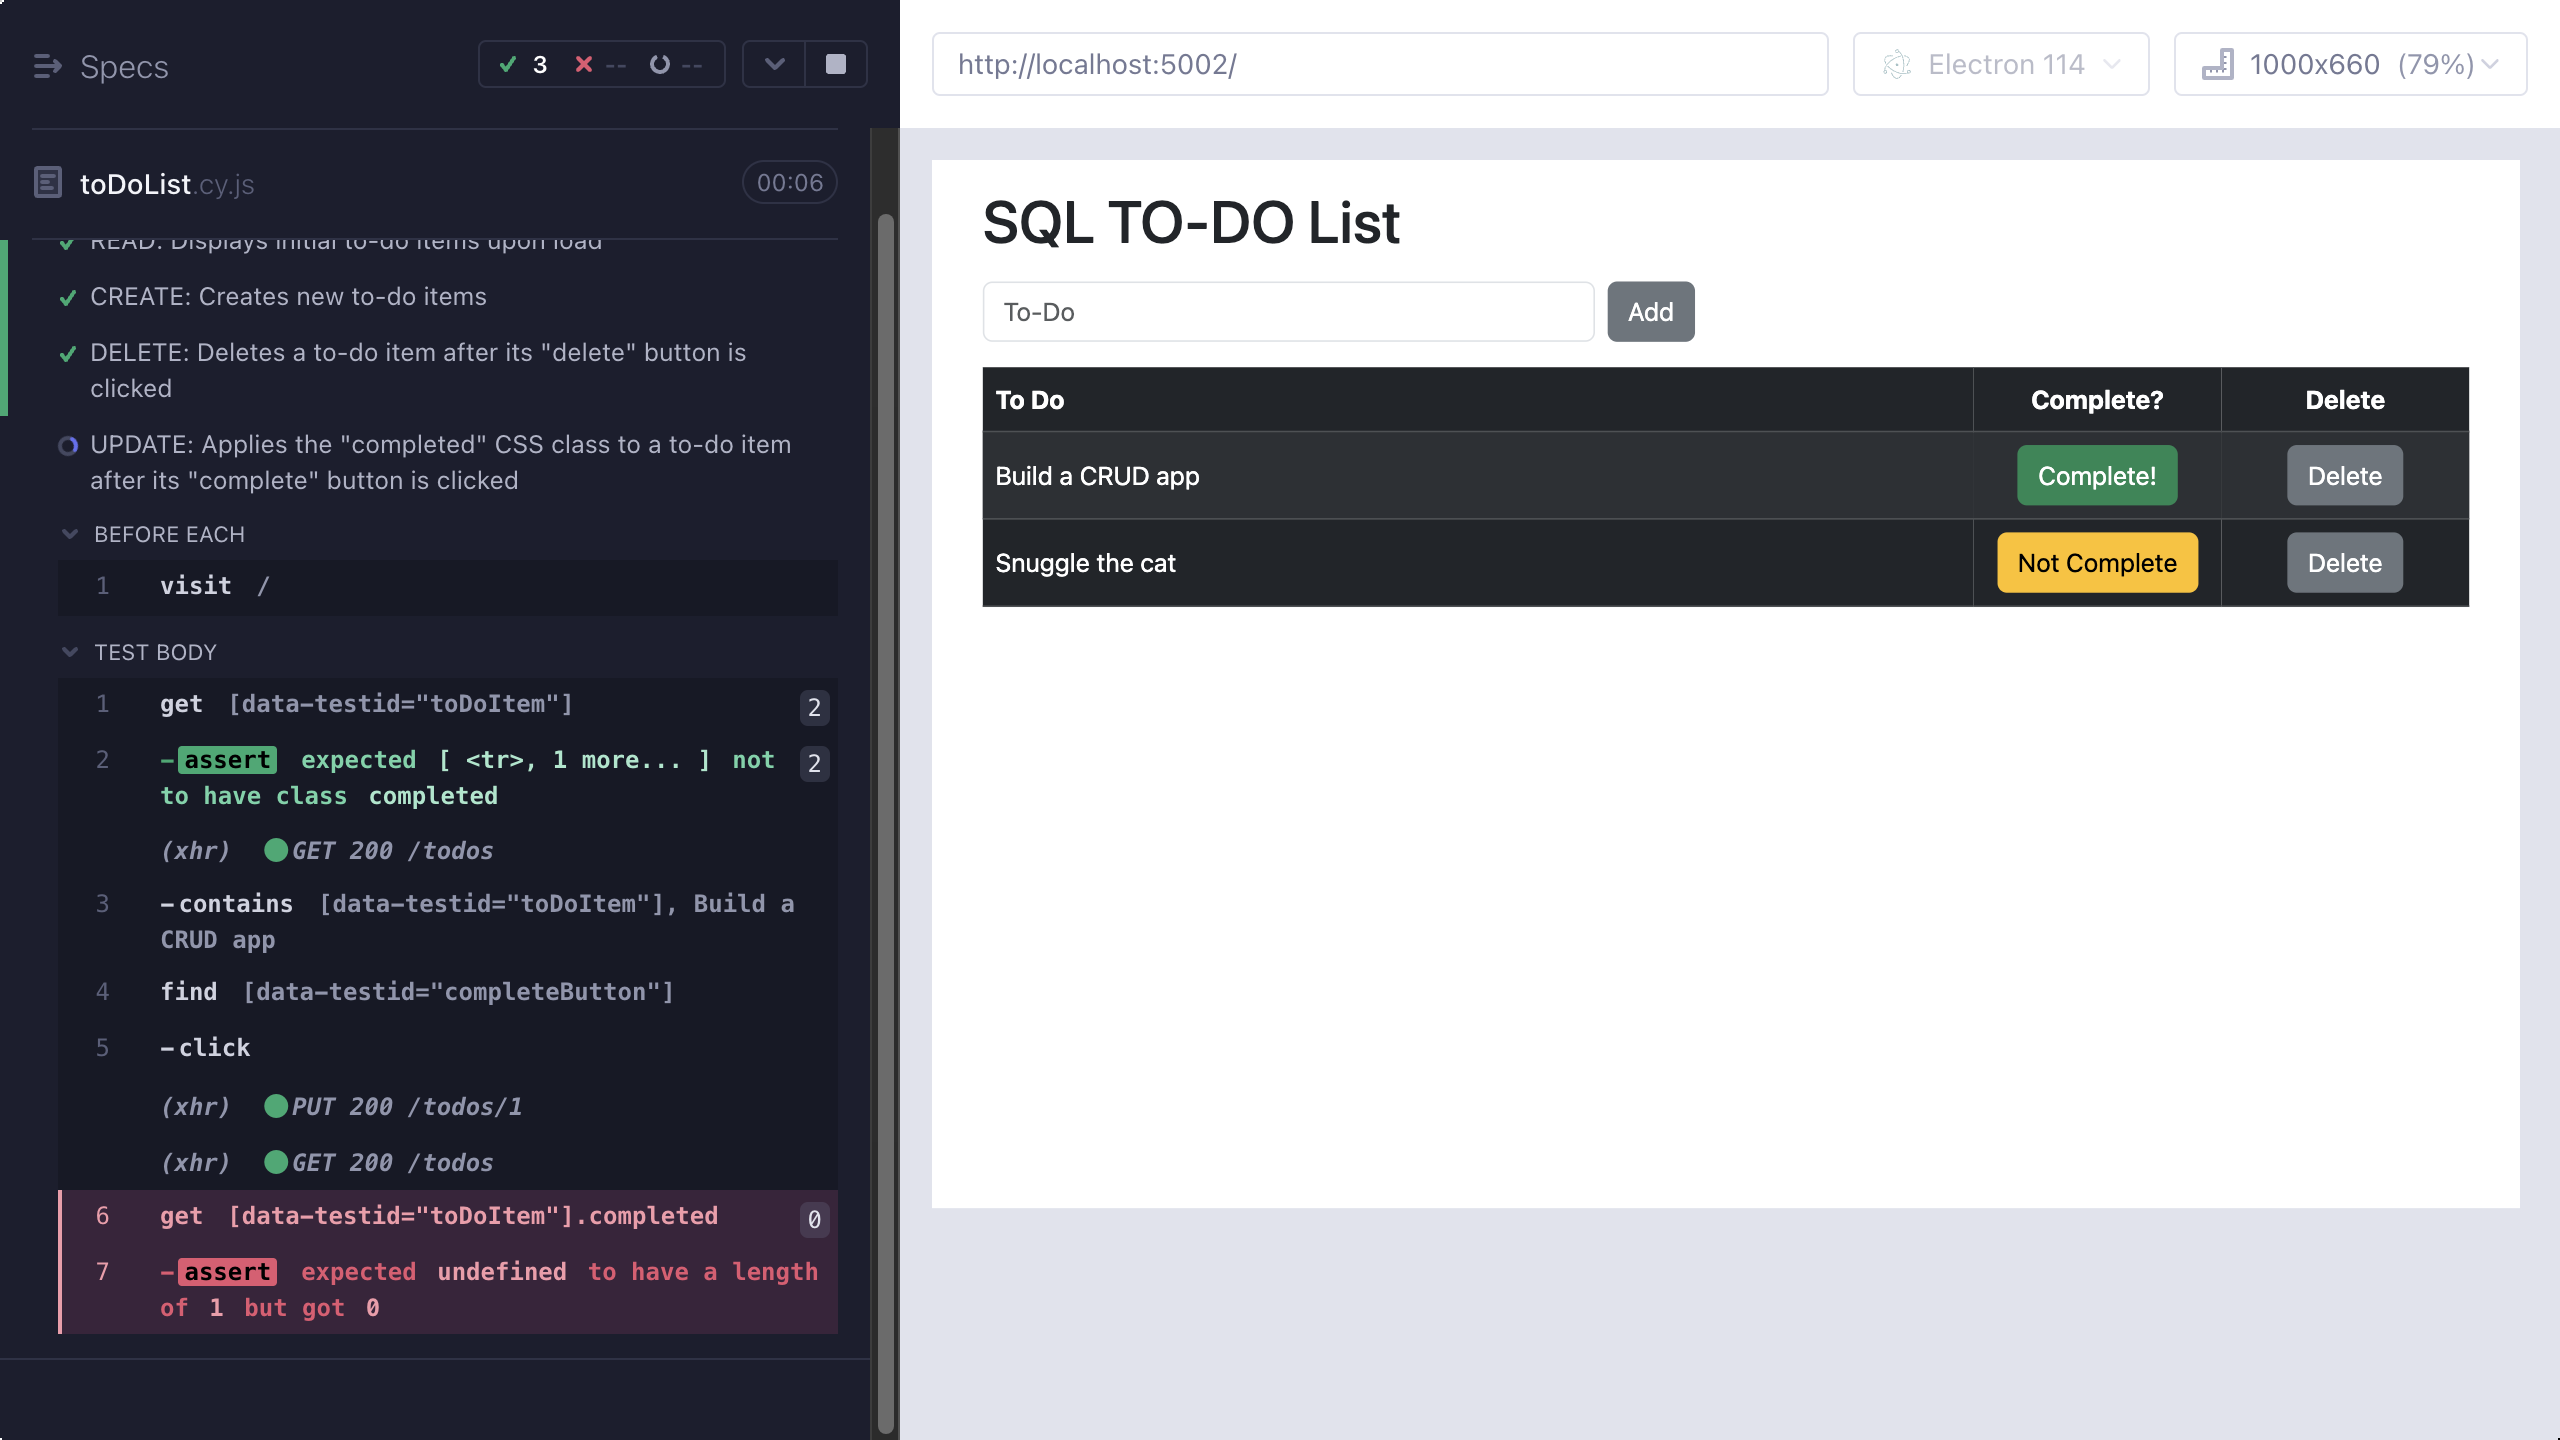 Specs
3 -- --
toDoList.cy.js 00:06
READ: Displays initial to-do items upon load
CREATE: Creates new to-do items
DELETE: Deletes a to-do item after its "delete" button is
clicked
UPDATE: Applies the "completed" CSS class to a to-do item
after its "complete" button is clicked
BEFORE EACH
1 visit /
TEST BODY
1 get [data-testid="toDoItem"] 2
2 -assert expected [ <tr>, 1 more... ] not 2
to have class completed
(xhr) GET 200 /todos
3 -contains [data-testid="toDoItem"], Build a
CRUD app
4 find [data-testid="completeButton"]
5 -click
(xhr) PUT 200 /todos/1
(xhr) GET 200 /todos
6 get [data-testid="toDoItem"].completed 0
7 -assert expected undefined to have a length
of 1 but got 0
http://localhost:5002/
Electron 114
1000x660 (79%)
SQL TO-DO List
To-Do
Add
To Do Complete? Delete
Build a CRUD app Complete! Delete
Snuggle the cat Not Complete Delete